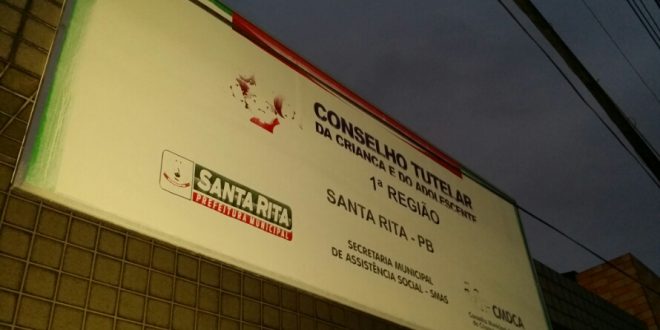 CONSELHO TUTELAR
DA CRIANÇA E DO ADOLESCENTE
1ª REGIÃO
SANTA RITA - PB
SECRETARIA MUNICIPAL
DE ASSISTÊNCIA SOCIAL - SMAS
SANTA RITA
PREFEITURA MUNICIPAL
CMDCA